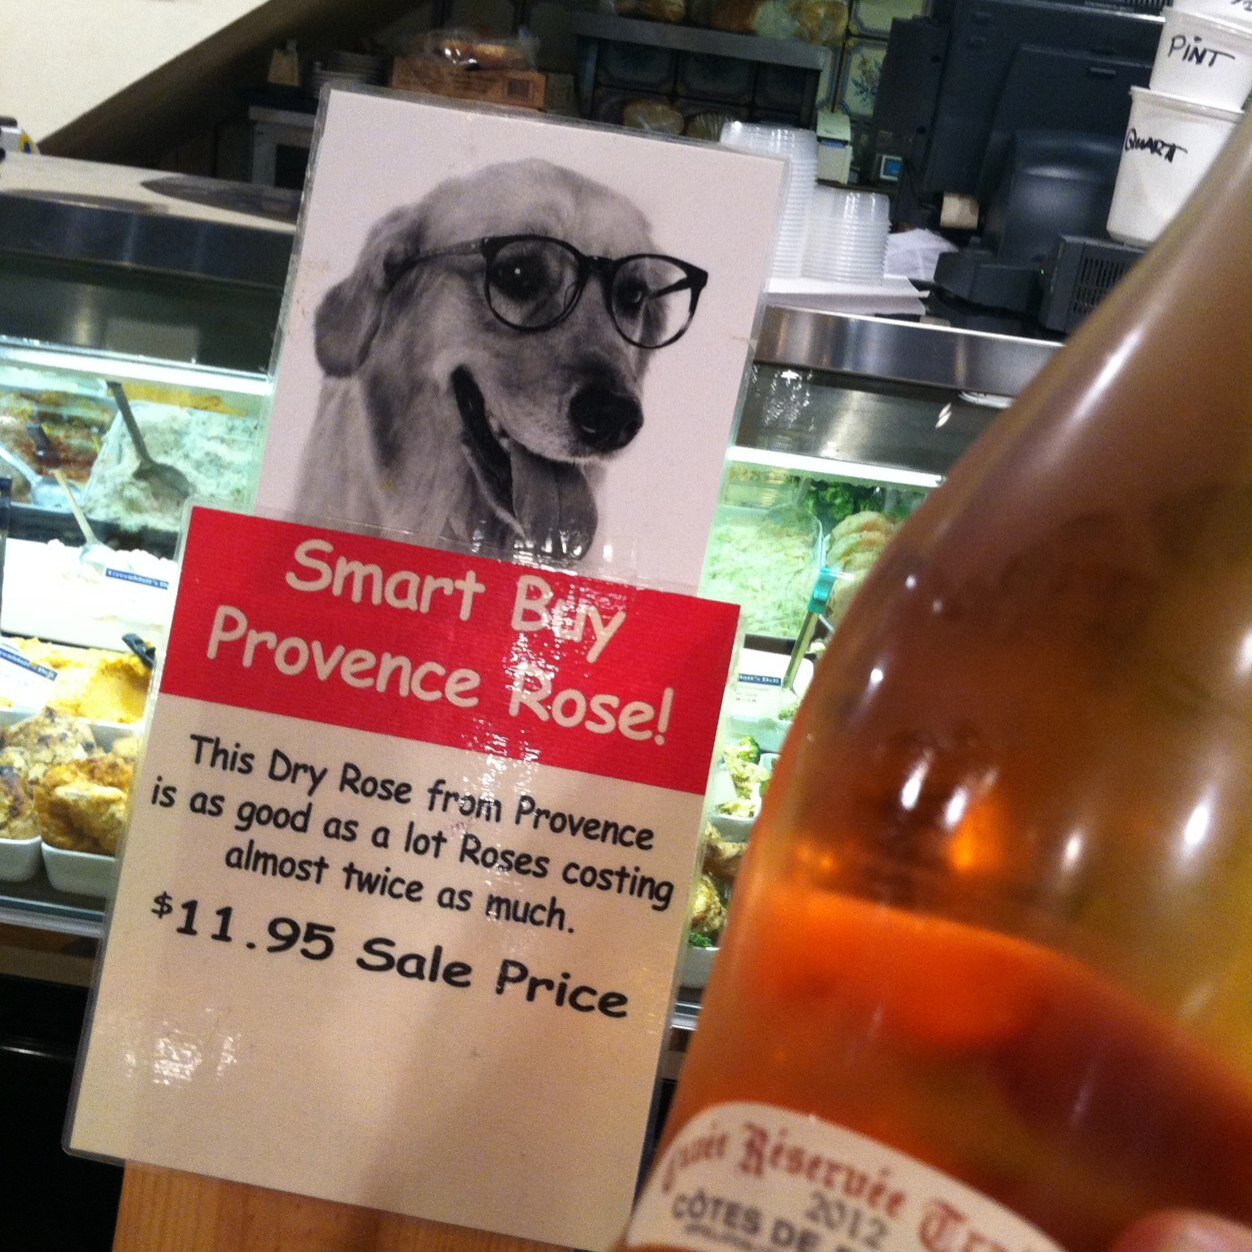 PINT
QUART
Smart Buy
Provence Rose!
This Dry Rose from Provence
is as good as a lot Roses costing
almost twice as much.
$11.95 Sale Price
Réservée
2012
CÔTES DE